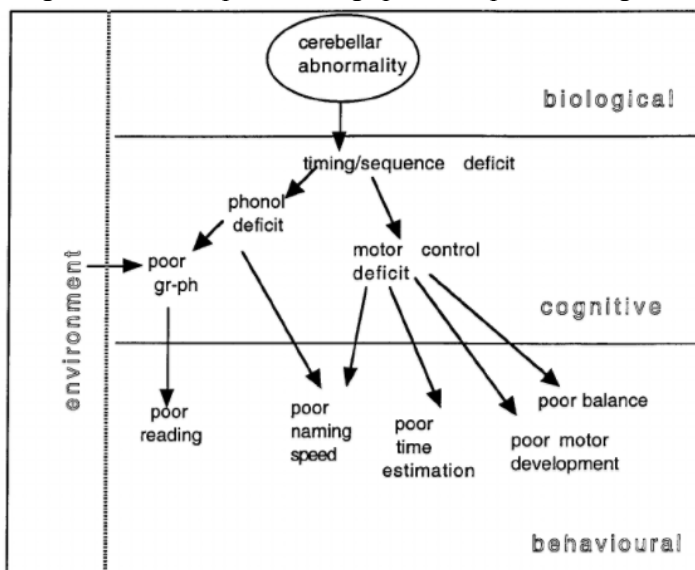 cerebellar
abnormality
biological
timing/sequence deficit
phonol
deficit
motor control
deficit
environment
poor
gr-ph
cognitive
poor
reading
poor
naming
speed
poor
time
estimation
poor balance
poor motor
development
behavioural